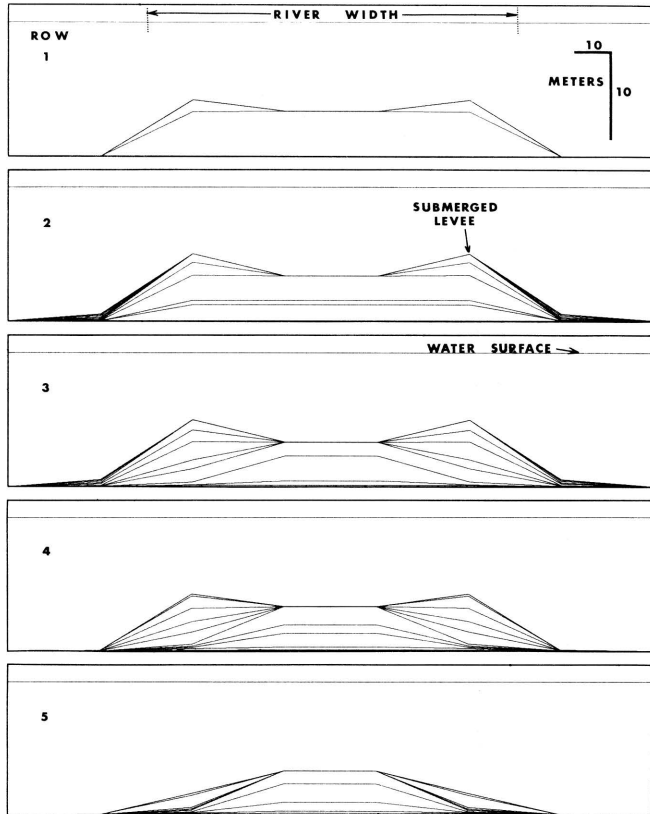 RIVER WIDTH
ROW
1
10
METERS
10
2
SUBMERGED
LEVEE
WATER SURFACE
3
4
5